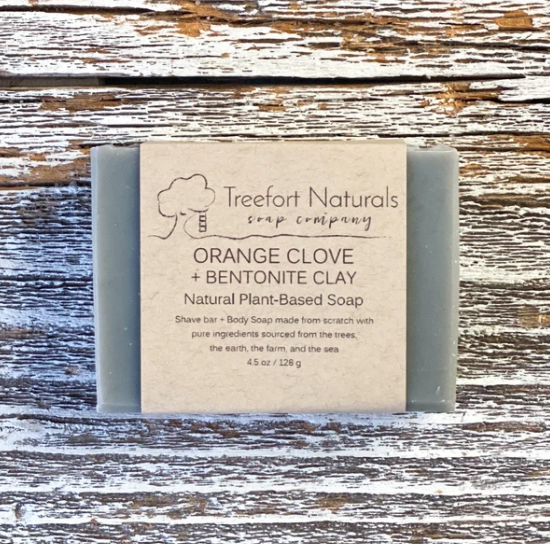 Treefort Naturals
soap company
ORANGE CLOVE
+ BENTONITE CLAY
Natural Plant-Based Soap
Shave bar + Body Soap made from scratch with
pure ingredients sourced from the trees,
the earth, the farm, and the sea
4.5 oz / 128 g